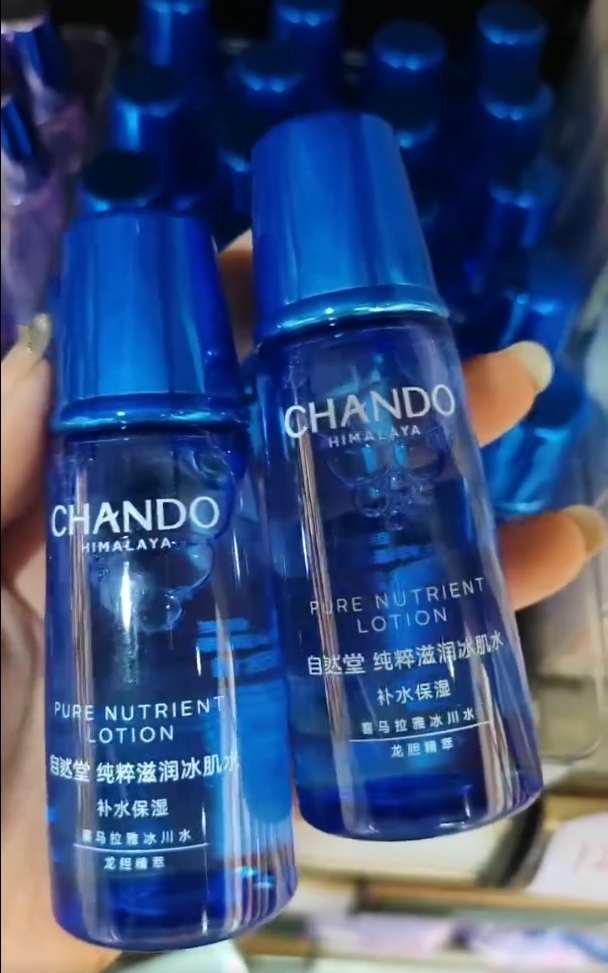 CHANDO
HIMALAYA
PURE NUTRIENT
LOTION
自然堂 纯粹滋润冰肌水
补水保湿
喜马拉雅冰川水
龙胆精萃
CHANDO
HIMALAYA
PURE NUTRIENT
LOTION
自然堂 纯粹滋润冰肌水
补水保湿
喜马拉雅冰川水
龙胆精萃